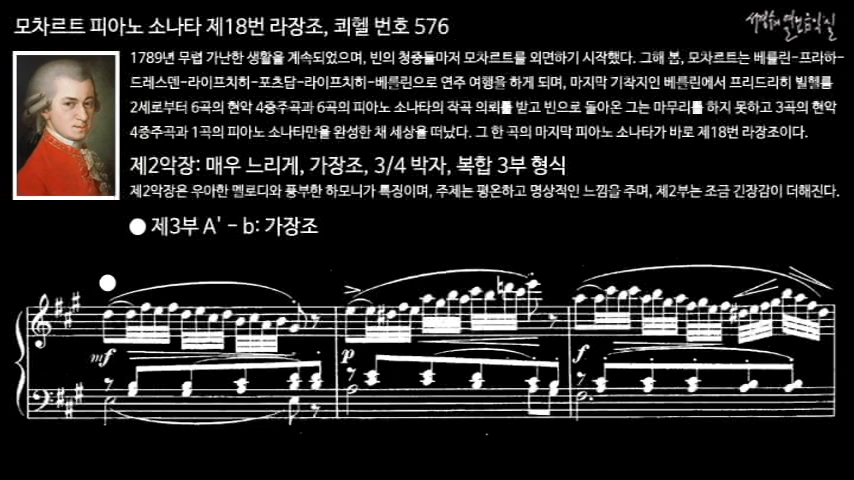 모차르트 피아노 소나타 제18번 라장조, 쾨헬 번호 576
서영화의 열린음악실
1789년 무렵 가난한 생활을 계속되었으며, 빈의 청중들마저 모차르트를 외면하기 시작했다. 그해 봄, 모차르트는 베를린-프라하-
드레스덴-라이프치히-포츠담-라이프치히-베를린으로 연주 여행을 하게 되며, 마지막 기착지인 베를린에서 프리드리히 빌헬름
2세로부터 6곡의 현악 4중주곡과 6곡의 피아노 소나타의 작곡 의뢰를 받고 빈으로 돌아온 그는 마무리를 하지 못하고 3곡의 현악
4중주곡과 1곡의 피아노 소나타만을 완성한 채 세상을 떠났다. 그 한 곡의 마지막 피아노 소나타가 바로 제18번 라장조이다.
제2악장: 매우 느리게, 가장조, 3/4 박자, 복합 3부 형식
제2악장은 우아한 멜로디와 풍부한 하모니가 특징이며, 주제는 평온하고 명상적인 느낌을 주며, 제2부는 조금 긴장감이 더해진다.
● 제3부 A' - b: 가장조
mf p f